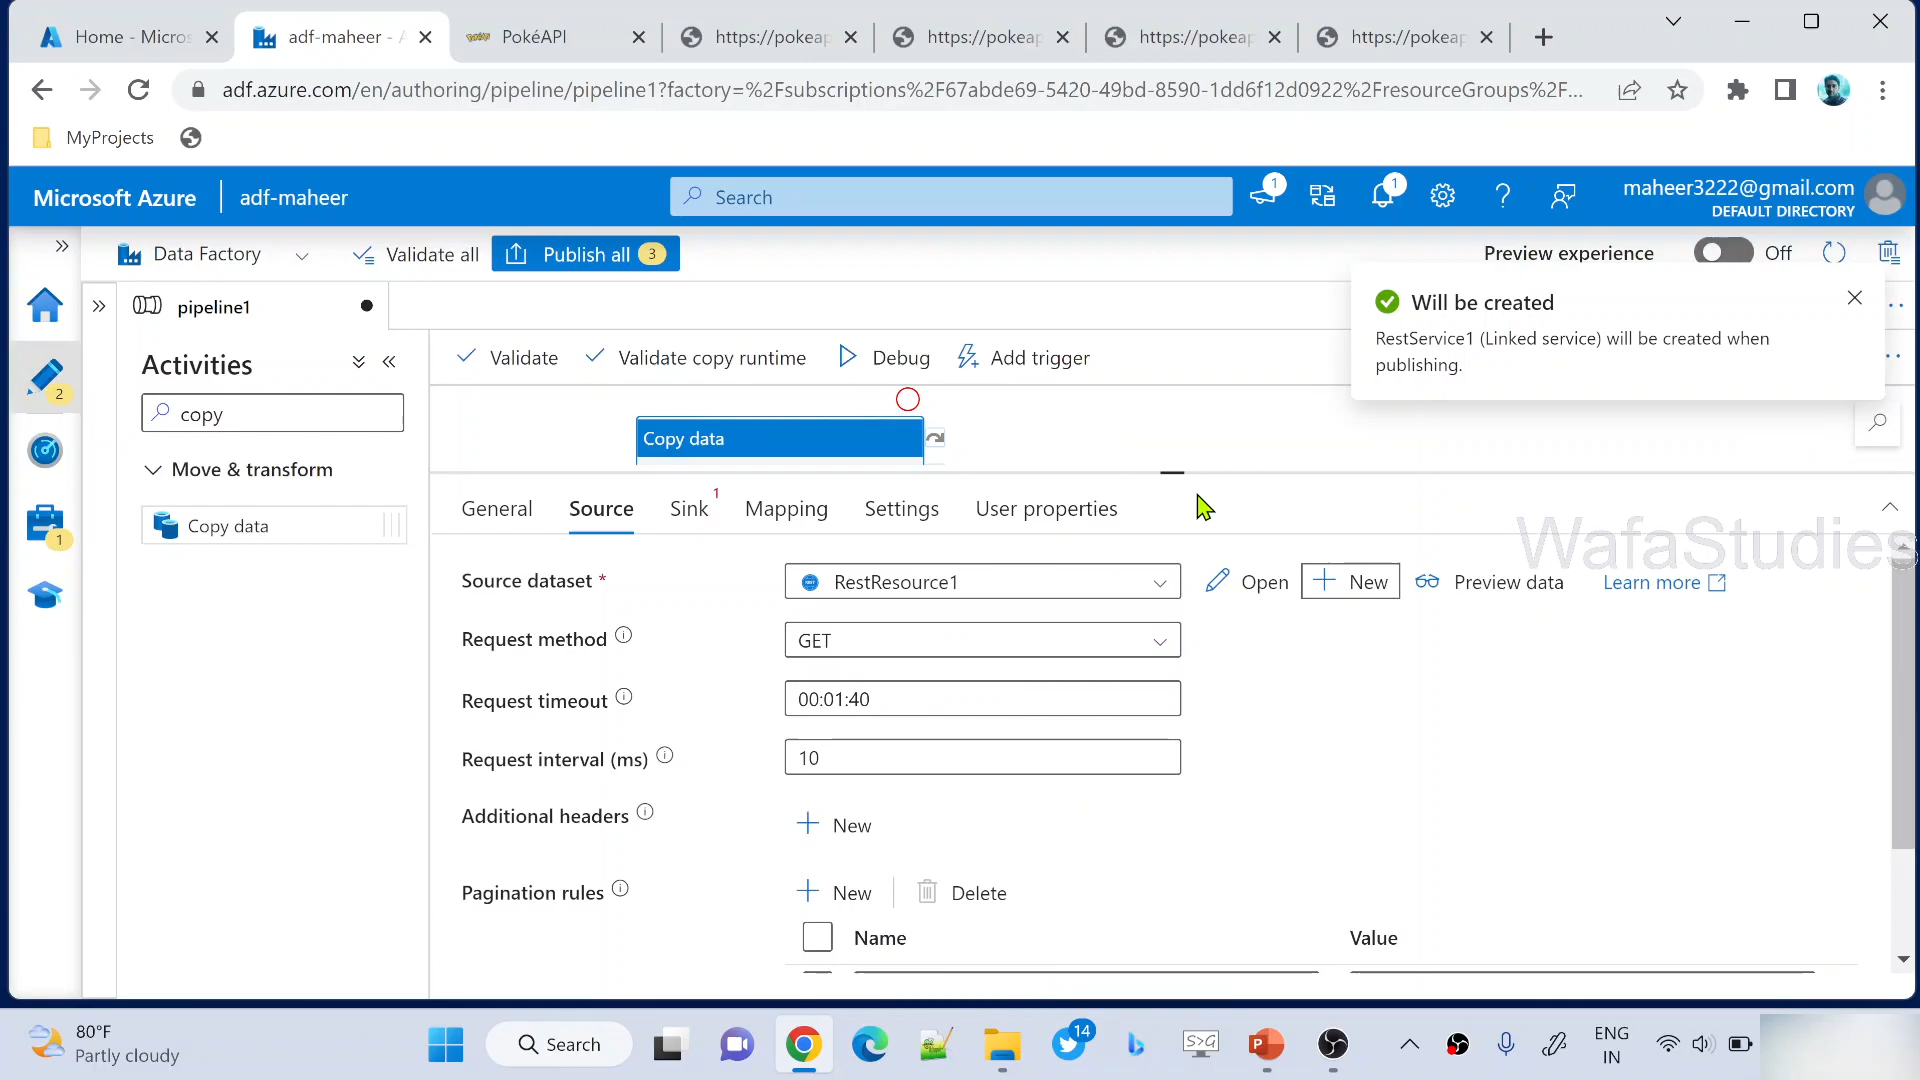 Home - Micros
adf-maheer - A
PokéAPI
https://pokeap
https://pokeap
https://pokeap
https://pokeap
adf.azure.com/en/authoring/pipeline/pipeline1?factory=%2Fsubscriptions%2F67abde69-5420-49bd-8590-1dd6f12d0922%2FresourceGroups%2F...
MyProjects
Microsoft Azure
adf-maheer
Search
1
1
maheer3222@gmail.com
DEFAULT DIRECTORY
Data Factory
Validate all
Publish all 3
Preview experience
Off
pipeline1
Will be created
RestService1 (Linked service) will be created when
publishing.
Activities
Validate
Validate copy runtime
Debug
Add trigger
2
copy
Copy data
Move & transform
Copy data
1
General
Source
Sink 1
Mapping
Settings
User properties
WafaStudies
Source dataset *
RestResource1
Open
New
Preview data
Learn more
Request method
GET
Request timeout
00:01:40
Request interval (ms)
10
Additional headers
New
Pagination rules
New
Delete
Name
Value
80°F
Partly cloudy
Search
14
S>G
P
ENG
IN